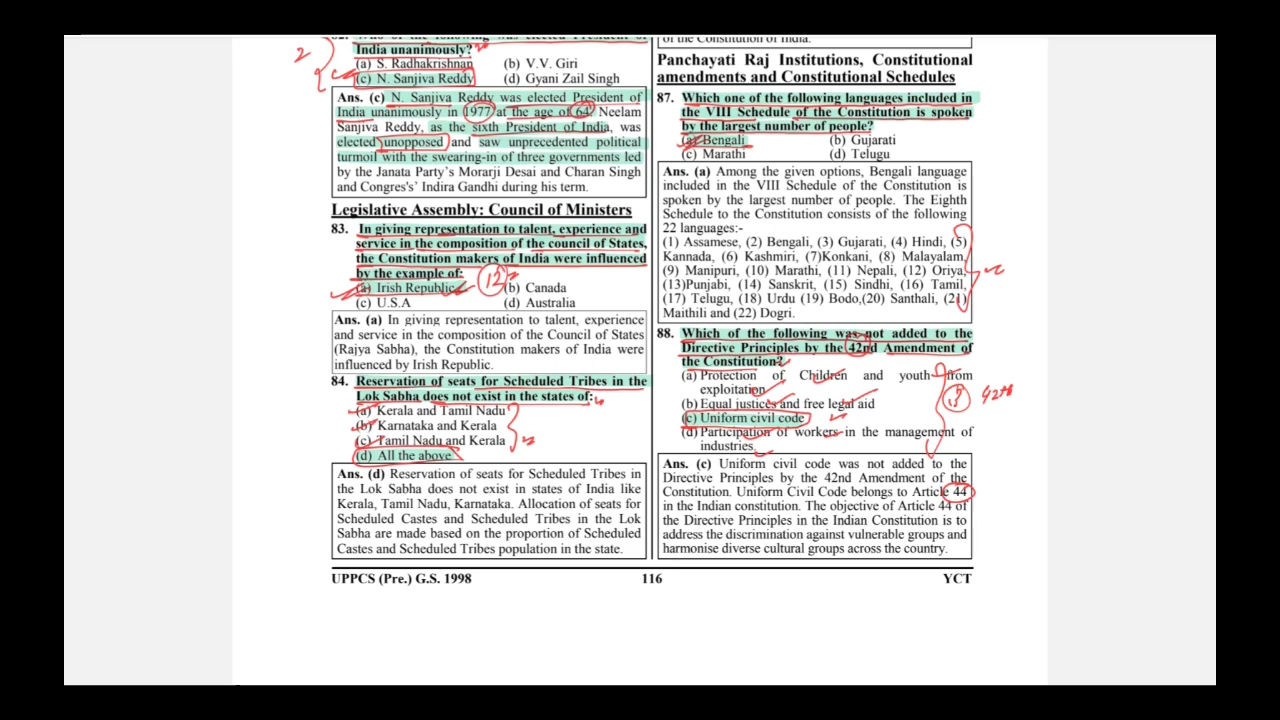 India unanimously?
(a) S. Radhakrishnan (b) V.V. Giri
(c) N. Sanjiva Reddy (d) Gyani Zail Singh
Ans. (c) N. Sanjiva Reddy was elected President of
India unanimously in 1977 at the age of 64. Neelam
Sanjiva Reddy, as the sixth President of India, was
elected unopposed and saw unprecedented political
turmoil with the swearing-in of three governments led
by the Janata Party's Morarji Desai and Charan Singh
and Congres's' Indira Gandhi during his term.
Legislative Assembly: Council of Ministers
83. In giving representation to talent, experience and
service in the composition of the council of States,
the Constitution makers of India were influenced
by the example of:
(a) Irish Republic (b) Canada
(c) U.S.A (d) Australia
12
Ans. (a) In giving representation to talent, experience
and service in the composition of the Council of States
(Rajya Sabha), the Constitution makers of India were
influenced by Irish Republic.
84. Reservation of seats for Scheduled Tribes in the
Lok Sabha does not exist in the states of:
(a) Kerala and Tamil Nadu
(b) Karnataka and Kerala
(c) Tamil Nadu and Kerala
(d) All the above
Ans. (d) Reservation of seats for Scheduled Tribes in
the Lok Sabha does not exist in states of India like
Kerala, Tamil Nadu, Karnataka. Allocation of seats for
Scheduled Castes and Scheduled Tribes in the Lok
Sabha are made based on the proportion of Scheduled
Castes and Scheduled Tribes population in the state.
of the Constitution of India.
Panchayati Raj Institutions, Constitutional
amendments and Constitutional Schedules
87. Which one of the following languages included in
the VIII Schedule of the Constitution is spoken
by the largest number of people?
(a) Bengali (b) Gujarati
(c) Marathi (d) Telugu
Ans. (a) Among the given options, Bengali language
included in the VIII Schedule of the Constitution is
spoken by the largest number of people. The Eighth
Schedule to the Constitution consists of the following
22 languages:-
(1) Assamese, (2) Bengali, (3) Gujarati, (4) Hindi, (5)
Kannada, (6) Kashmiri, (7)Konkani, (8) Malayalam,
(9) Manipuri, (10) Marathi, (11) Nepali, (12) Oriya,
(13)Punjabi, (14) Sanskrit, (15) Sindhi, (16) Tamil,
(17) Telugu, (18) Urdu (19) Bodo,(20) Santhali, (21)
Maithili and (22) Dogri.
88. Which of the following was not added to the
Directive Principles by the 42nd Amendment of
the Constitution?
(a) Protection of Children and youth from
exploitation
(b) Equal justices and free legal aid
(c) Uniform civil code
(d) Participation of workers in the management of
industries.
42th
Ans. (c) Uniform civil code was not added to the
Directive Principles by the 42nd Amendment of the
Constitution. Uniform Civil Code belongs to Article 44
in the Indian constitution. The objective of Article 44 of
the Directive Principles in the Indian Constitution is to
address the discrimination against vulnerable groups and
harmonise diverse cultural groups across the country.
UPPCS (Pre.) G.S. 1998 116 YCT